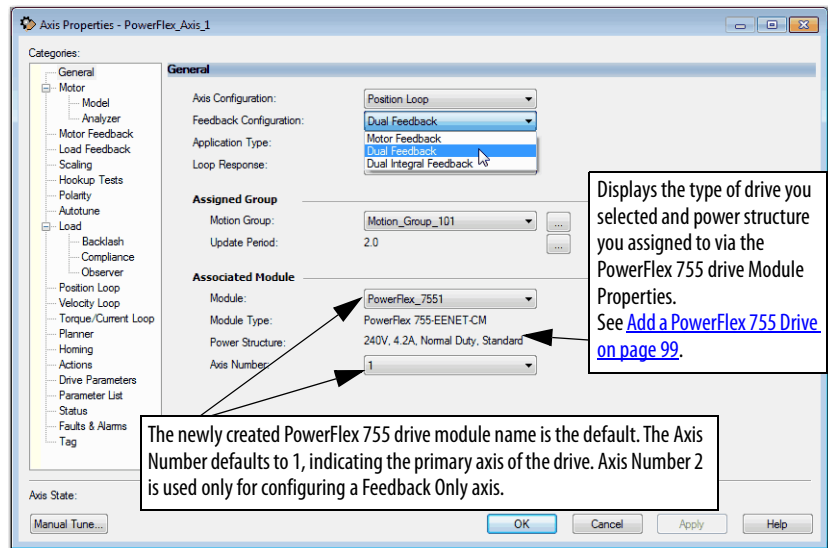 Axis Properties - PowerFlex_Axis_1
Categories:
General
Motor
Model
Analyzer
Motor Feedback
Load Feedback
Scaling
Hookup Tests
Polarity
Autotune
Load
Backlash
Compliance
Observer
Position Loop
Velocity Loop
Torque/Current Loop
Planner
Homing
Actions
Drive Parameters
Parameter List
Status
Faults & Alarms
Tag
General
Axis Configuration: Position Loop
Feedback Configuration: Dual Feedback
Motor Feedback
Dual Feedback
Dual Integral Feedback
Application Type:
Loop Response:
Assigned Group
Motion Group: Motion_Group_101 ...
Update Period: 2.0 ...
Associated Module
Module: PowerFlex_7551
Module Type: PowerFlex 755-EENET-CM
Power Structure: 240V, 4.2A, Normal Duty, Standard
Axis Number: 1
Displays the type of drive you
selected and power structure
you assigned to via the
PowerFlex 755 drive Module
Properties.
See Add a PowerFlex 755 Drive
on page 99.
The newly created PowerFlex 755 drive module name is the default. The Axis
Number defaults to 1, indicating the primary axis of the drive. Axis Number 2
is used only for configuring a Feedback Only axis.
Axis State:
Manual Tune... OK Cancel Apply Help